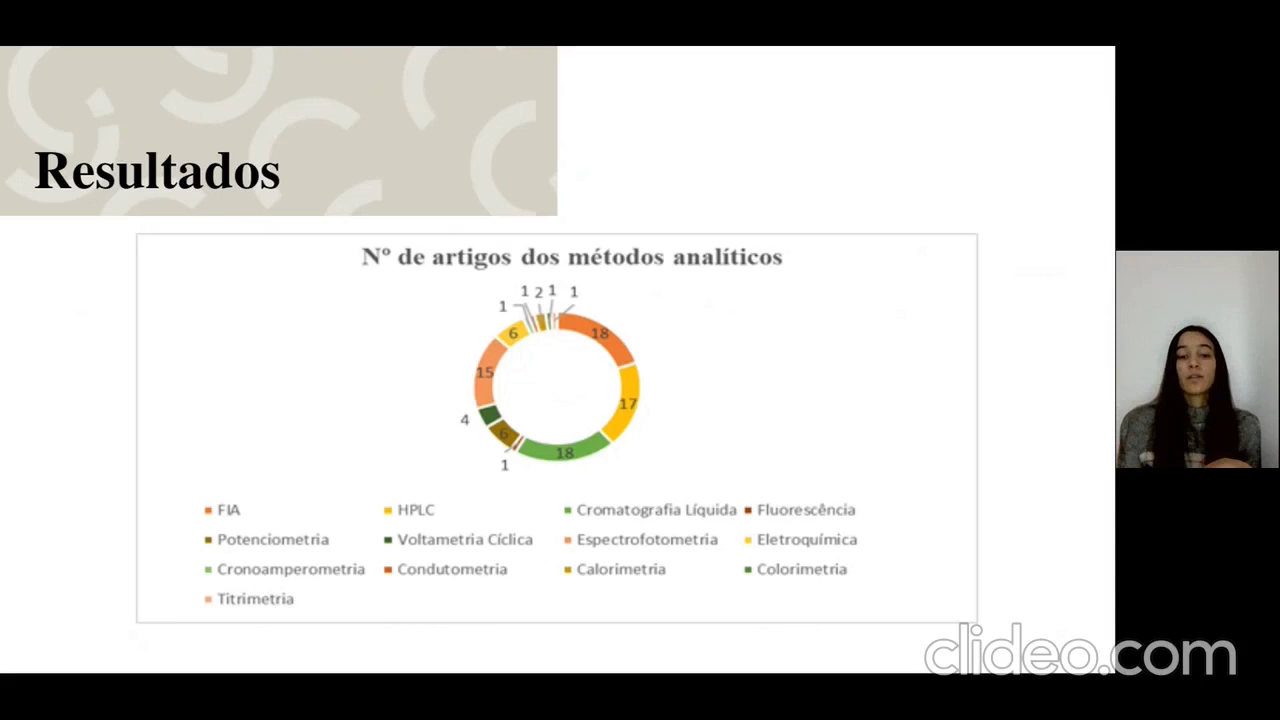 Resultados
Nº de artigos dos métodos analíticos
1 1 2 1 1
6 18
15
17
4
6
18
1
FIA HPLC Cromatografia Líquida Fluorescência
Potenciometria Voltametria Cíclica Espectrofotometria Eletroquímica
Cronoamperometria Condutometria Calorimetria Colorimetria
Titrimetria
clideo.com